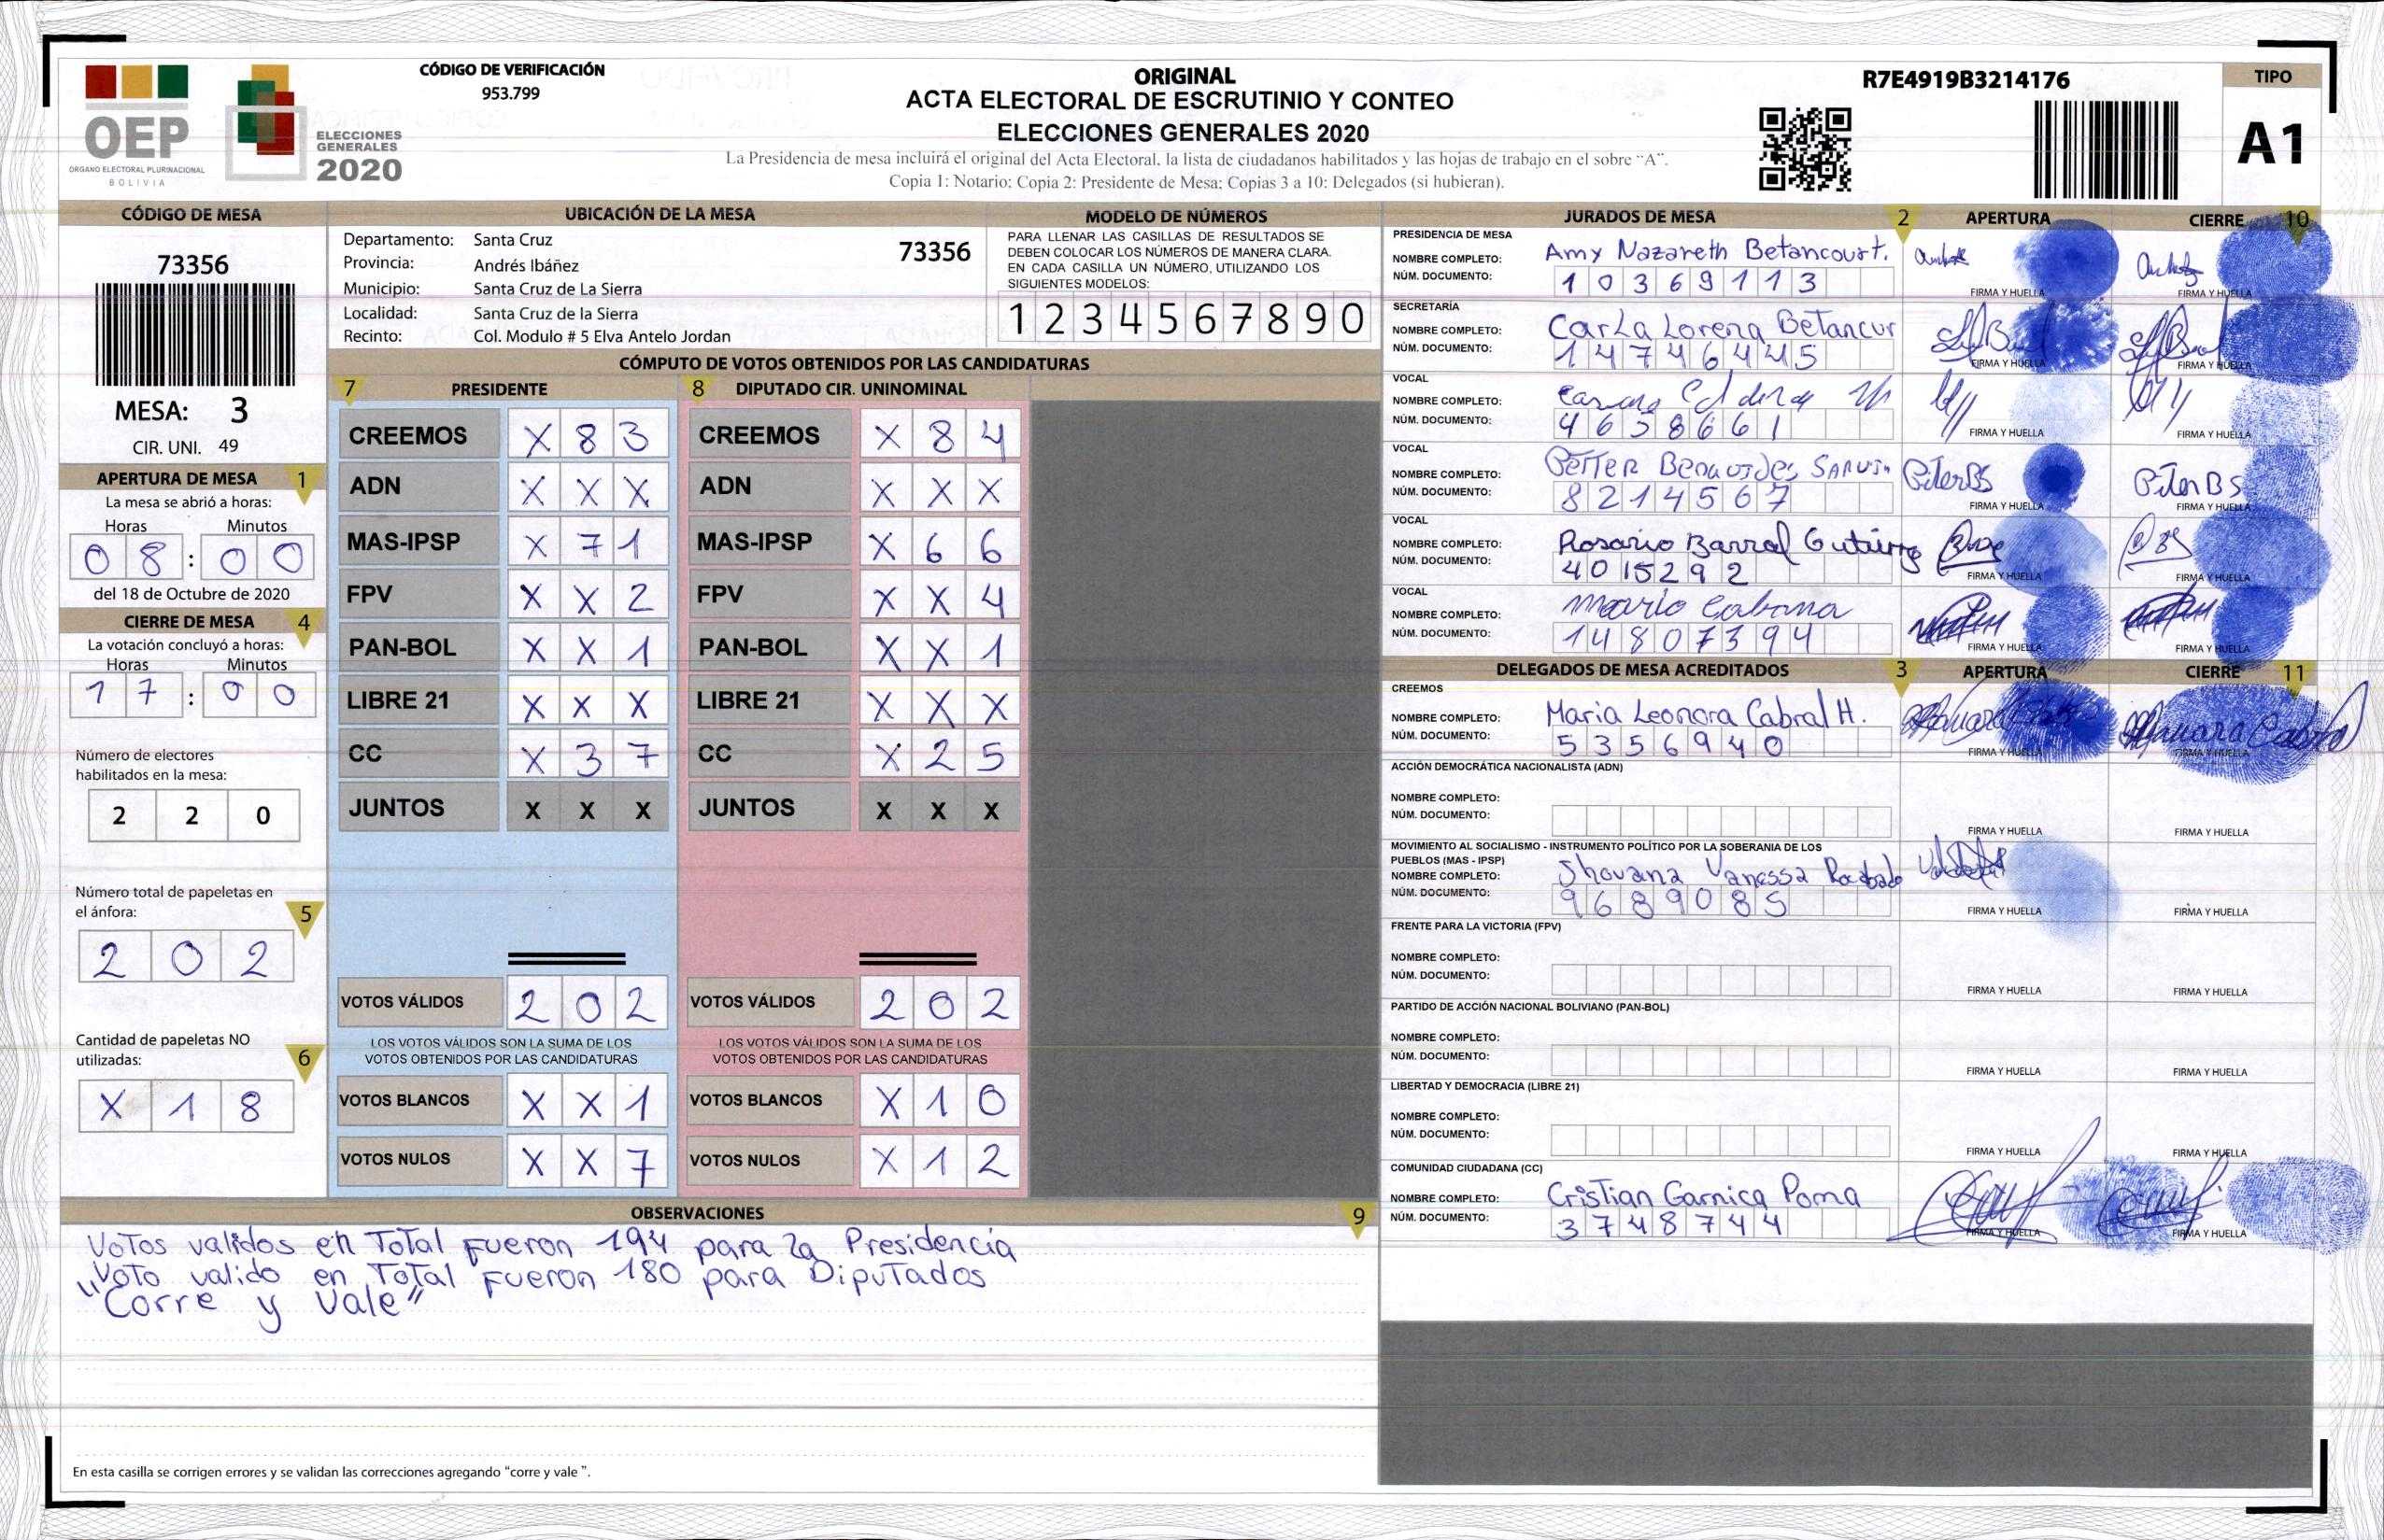 CÓDIGO DE VERIFICACIÓN
953.799
OEP
ORGANO ELECTORAL PLURINACIONAL
BOLIVIA
ELECCIONES
GENERALES
2020
ORIGINAL
ACTA ELECTORAL DE ESCRUTINIO Y CONTEO
ELECCIONES GENERALES 2020
La Presidencia de mesa incluirá el original del Acta Electoral, la lista de ciudadanos habilitados y las hojas de trabajo en el sobre "A".
Copia 1: Notario; Copia 2: Presidente de Mesa; Copias 3 a 10: Delegados (si hubieran).
R7E4919B3214176
TIPO
A1
CÓDIGO DE MESA
73356
MESA: 3
CIR. UNI. 49
APERTURA DE MESA 1
La mesa se abrió a horas:
Horas Minutos
0 8 : 0 0
del 18 de Octubre de 2020
CIERRE DE MESA 4
La votación concluyó a horas:
Horas Minutos
1 7 : 0 0
Número de electores
habilitados en la mesa:
2 2 0
Número total de papeletas en
el ánfora: 5
2 0 2
Cantidad de papeletas NO
utilizadas: 6
X 1 8
UBICACIÓN DE LA MESA
Departamento: Santa Cruz 73356
Provincia: Andrés Ibáñez
Municipio: Santa Cruz de La Sierra
Localidad: Santa Cruz de la Sierra
Recinto: Col. Modulo # 5 Elva Antelo Jordan
MODELO DE NÚMEROS
PARA LLENAR LAS CASILLAS DE RESULTADOS SE
DEBEN COLOCAR LOS NÚMEROS DE MANERA CLARA.
EN CADA CASILLA UN NÚMERO, UTILIZANDO LOS
SIGUIENTES MODELOS:
1 2 3 4 5 6 7 8 9 0
CÓMPUTO DE VOTOS OBTENIDOS POR LAS CANDIDATURAS
7 PRESIDENTE
CREEMOS X 8 3
ADN X X X
MAS-IPSP X 7 1
FPV X X 2
PAN-BOL X X 1
LIBRE 21 X X X
CC X 3 7
JUNTOS X X X
VOTOS VÁLIDOS 2 0 2
LOS VOTOS VÁLIDOS SON LA SUMA DE LOS
VOTOS OBTENIDOS POR LAS CANDIDATURAS
VOTOS BLANCOS X X 1
VOTOS NULOS X X 7
8 DIPUTADO CIR. UNINOMINAL
CREEMOS X 8 4
ADN X X X
MAS-IPSP X 6 6
FPV X X 4
PAN-BOL X X 1
LIBRE 21 X X X
CC X 2 5
JUNTOS X X X
VOTOS VÁLIDOS 2 0 2
LOS VOTOS VÁLIDOS SON LA SUMA DE LOS
VOTOS OBTENIDOS POR LAS CANDIDATURAS
VOTOS BLANCOS X 1 0
VOTOS NULOS X 1 2
OBSERVACIONES 9
Votos validos en Total fueron 194 para la Presidencia
Voto valido en Total fueron 180 para Diputados
"Corre y Vale"
En esta casilla se corrigen errores y se validan las correcciones agregando "corre y vale".
JURADOS DE MESA 2 APERTURA CIERRE 10
PRESIDENCIA DE MESA
NOMBRE COMPLETO: Amy Nazareth Betancourt.
NÚM. DOCUMENTO: 1 0 3 6 9 1 1 3
FIRMA Y HUELLA FIRMA Y HUELLA
SECRETARÍA
NOMBRE COMPLETO: Carla Lorena Betancur
NÚM. DOCUMENTO: 1 4 7 4 6 4 4 5
FIRMA Y HUELLA FIRMA Y HUELLA
VOCAL
NOMBRE COMPLETO:
NÚM. DOCUMENTO: 4 6 5 8 6 6 1
FIRMA Y HUELLA FIRMA Y HUELLA
VOCAL
NOMBRE COMPLETO:
NÚM. DOCUMENTO: 8 2 1 4 5 6 7
PiterBS PiterBS
FIRMA Y HUELLA FIRMA Y HUELLA
VOCAL
NOMBRE COMPLETO: Rosario Barral
NÚM. DOCUMENTO: 4 0 1 5 2 9 2
FIRMA Y HUELLA FIRMA Y HUELLA
VOCAL
NOMBRE COMPLETO: Mario Cabrana
NÚM. DOCUMENTO: 1 4 8 0 7 3 9 4
FIRMA Y HUELLA FIRMA Y HUELLA
DELEGADOS DE MESA ACREDITADOS 3 APERTURA CIERRE 11
CREEMOS
NOMBRE COMPLETO: Maria Leonora Cabral H.
NÚM. DOCUMENTO: 5 3 5 6 9 4 0
FIRMA Y HUELLA FIRMA Y HUELLA
ACCIÓN DEMOCRÁTICA NACIONALISTA (ADN)
NOMBRE COMPLETO:
NÚM. DOCUMENTO:
FIRMA Y HUELLA FIRMA Y HUELLA
MOVIMIENTO AL SOCIALISMO - INSTRUMENTO POLÍTICO POR LA SOBERANIA DE LOS
PUEBLOS (MAS - IPSP)
NOMBRE COMPLETO: Shovana Vanessa
NÚM. DOCUMENTO: 9 6 8 9 0 8 5
FIRMA Y HUELLA FIRMA Y HUELLA
FRENTE PARA LA VICTORIA (FPV)
NOMBRE COMPLETO:
NÚM. DOCUMENTO:
FIRMA Y HUELLA FIRMA Y HUELLA
PARTIDO DE ACCIÓN NACIONAL BOLIVIANO (PAN-BOL)
NOMBRE COMPLETO:
NÚM. DOCUMENTO:
FIRMA Y HUELLA FIRMA Y HUELLA
LIBERTAD Y DEMOCRACIA (LIBRE 21)
NOMBRE COMPLETO:
NÚM. DOCUMENTO:
FIRMA Y HUELLA FIRMA Y HUELLA
COMUNIDAD CIUDADANA (CC)
NOMBRE COMPLETO: Cristian Garnica Poma
NÚM. DOCUMENTO: 3 7 4 8 7 4 4
FIRMA Y HUELLA FIRMA Y HUELLA